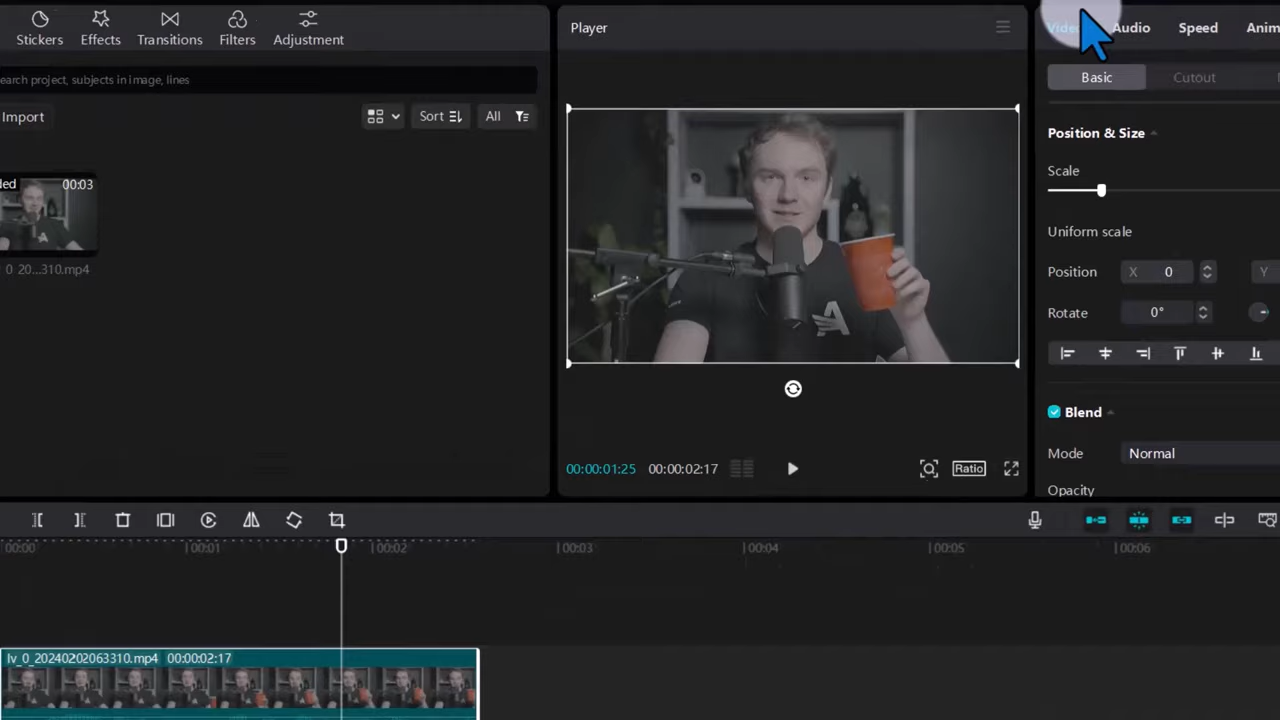 Stickers Effects Transitions Filters Adjustment
Player
Video Audio Speed Anim
earch project, subjects in image, lines
Basic Cutout
Import
Sort All
Position & Size
Scale
ded 00:03
Uniform scale
l 0 20...310.mp4
Position X 0 Y
Rotate 0°
Blend
Mode Normal
00:00:01:25 00:00:02:17 Ratio
Opacity
00:00 00:01 00:02 00:03 00:04 00:05 00:06
lv_0_20240202063310.mp4 00:00:02:17